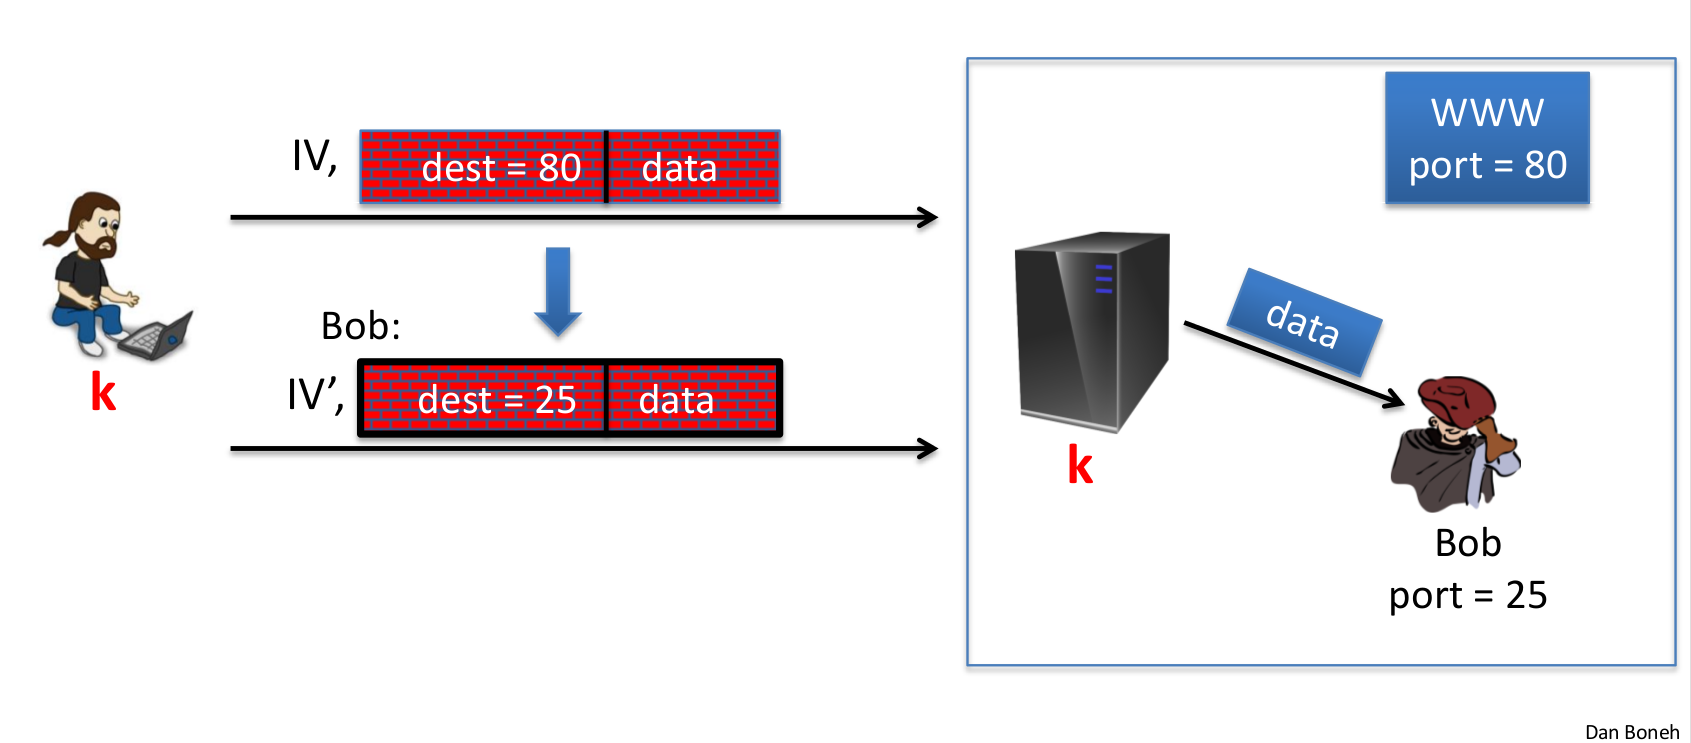 IV,
dest = 80
data
WWW
port = 80
k
Bob:
IV’,
dest = 25
data
data
k
Bob
port = 25
Dan Boneh